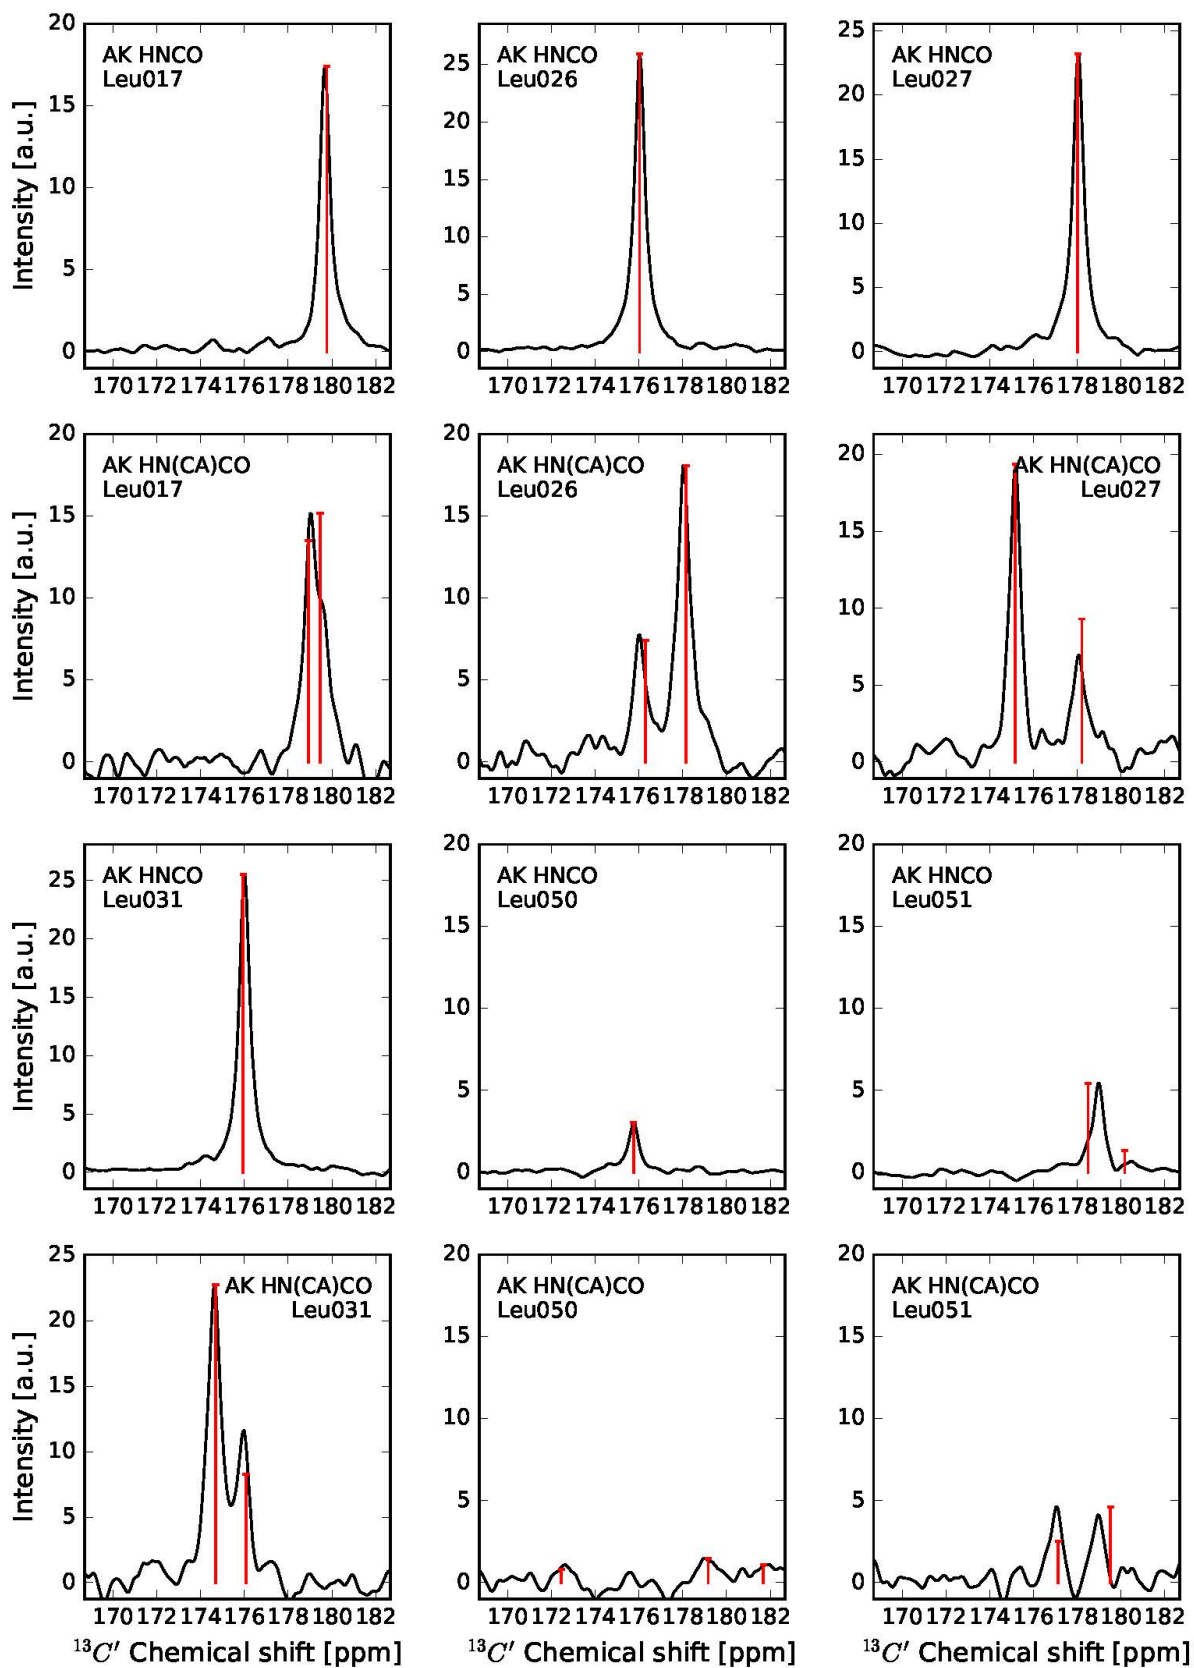 20
15
10
5
0
Intensity [a.u.]
AK HNCO
Leu017
170 172 174 176 178 180 182
25
20
15
10
5
0
AK HNCO
Leu026
170 172 174 176 178 180 182
25
20
15
10
5
0
AK HNCO
Leu027
170 172 174 176 178 180 182
20
15
10
5
0
Intensity [a.u.]
AK HN(CA)CO
Leu017
170 172 174 176 178 180 182
20
15
10
5
0
AK HN(CA)CO
Leu026
170 172 174 176 178 180 182
20
15
10
5
0
AK HN(CA)CO
Leu027
170 172 174 176 178 180 182
25
20
15
10
5
0
Intensity [a.u.]
AK HNCO
Leu031
170 172 174 176 178 180 182
20
15
10
5
0
AK HNCO
Leu050
170 172 174 176 178 180 182
20
15
10
5
0
AK HNCO
Leu051
170 172 174 176 178 180 182
25
20
15
10
5
0
Intensity [a.u.]
AK HN(CA)CO
Leu031
170 172 174 176 178 180 182
¹³C′ Chemical shift [ppm]
20
15
10
5
0
AK HN(CA)CO
Leu050
170 172 174 176 178 180 182
¹³C′ Chemical shift [ppm]
20
15
10
5
0
AK HN(CA)CO
Leu051
170 172 174 176 178 180 182
¹³C′ Chemical shift [ppm]